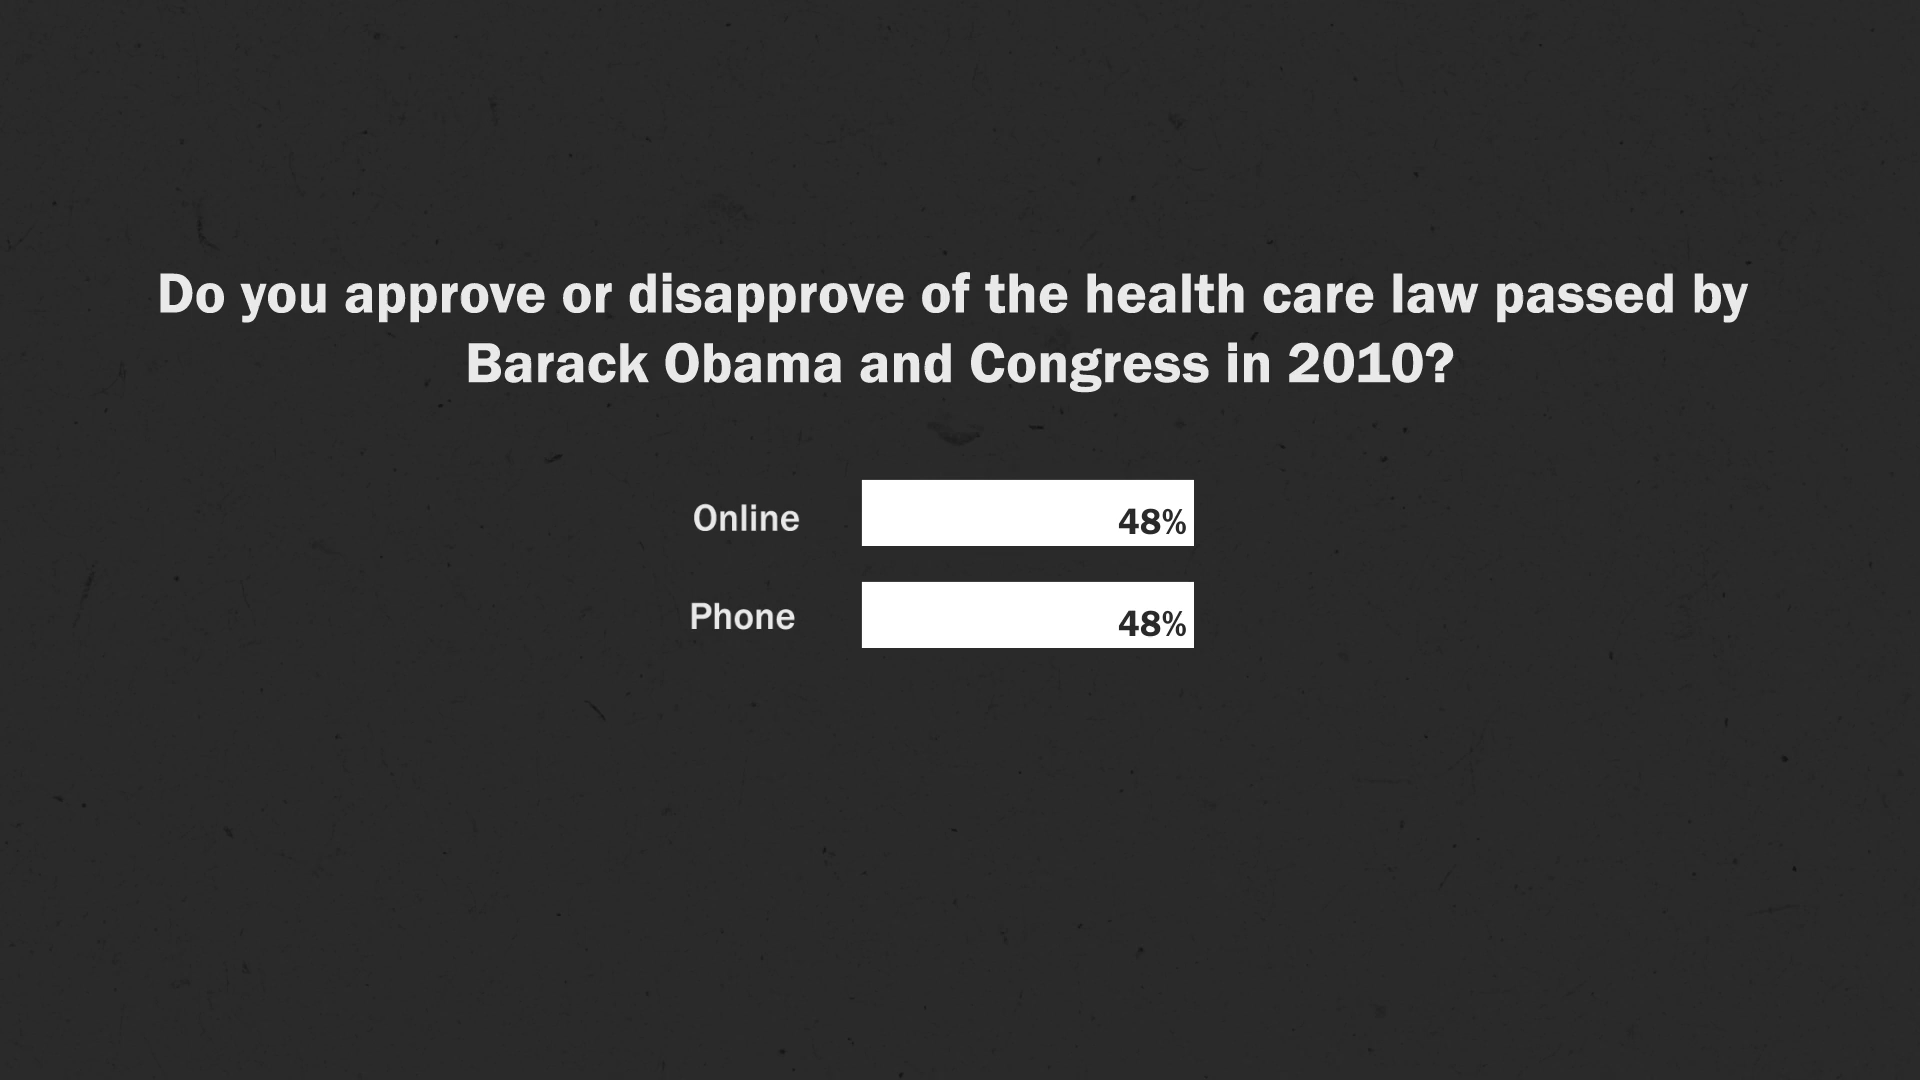 Do you approve or disapprove of the health care law passed by
Barack Obama and Congress in 2010?
Online 48%
Phone 48%